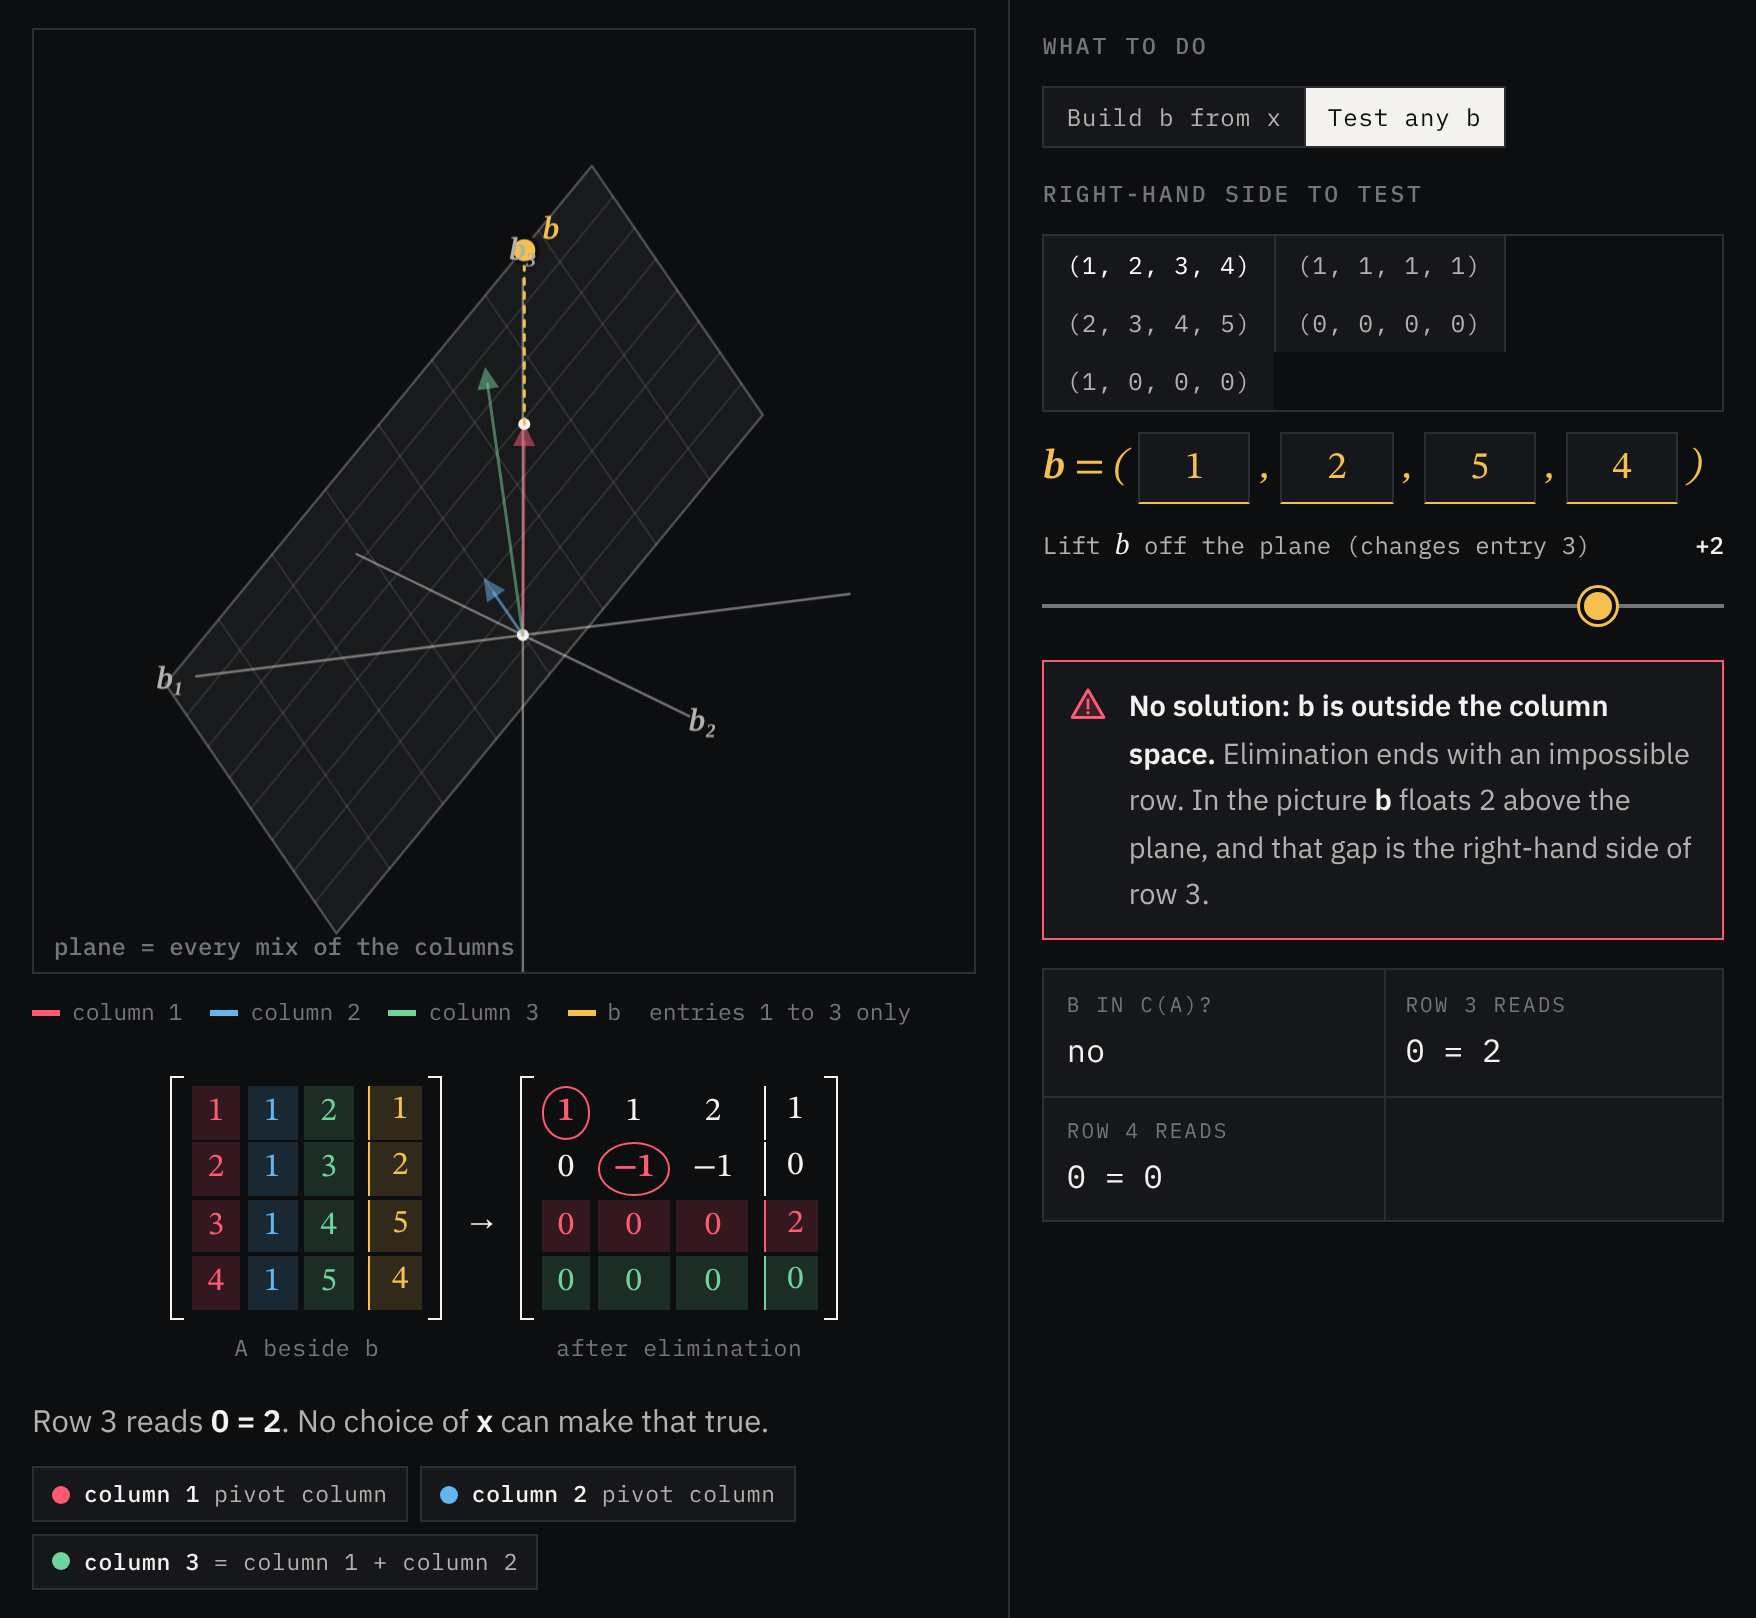 b
b₃
b₁
b₂
plane = every mix of the columns
column 1 column 2 column 3 b entries 1 to 3 only
1 1 2 1
2 1 3 2
3 1 4 5
4 1 5 4
→
1 1 2 1
0 −1 −1 0
0 0 0 2
0 0 0 0
A beside b
after elimination
Row 3 reads 0 = 2. No choice of x can make that true.
column 1 pivot column
column 2 pivot column
column 3 = column 1 + column 2
WHAT TO DO
Build b from x
Test any b
RIGHT-HAND SIDE TO TEST
(1, 2, 3, 4) (1, 1, 1, 1)
(2, 3, 4, 5) (0, 0, 0, 0)
(1, 0, 0, 0)
b = ( 1 , 2 , 5 , 4 )
Lift b off the plane (changes entry 3) +2
No solution: b is outside the column
space. Elimination ends with an impossible
row. In the picture b floats 2 above the
plane, and that gap is the right-hand side of
row 3.
B IN C(A)?
no
ROW 3 READS
0 = 2
ROW 4 READS
0 = 0